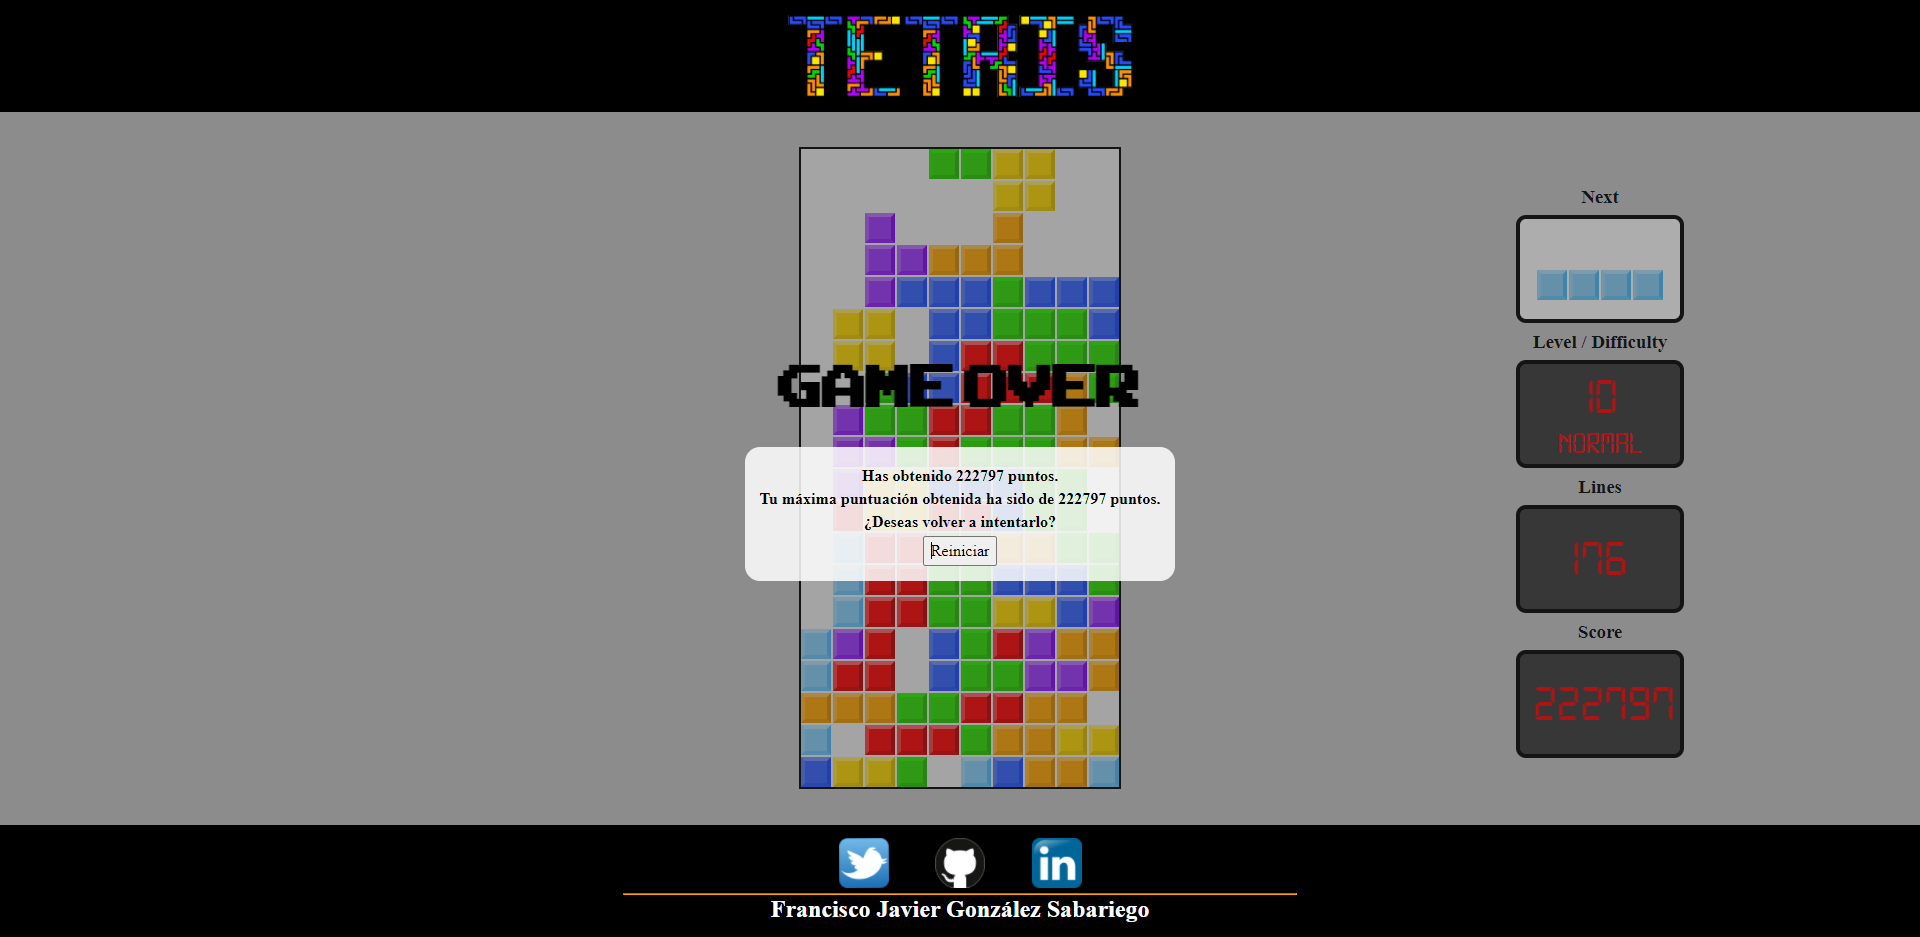 TETRIS
Next
Level / Difficulty
10
NORMAL
Lines
176
Score
222797
GAME OVER
Has obtenido 222797 puntos.
Tu máxima puntuación obtenida ha sido de 222797 puntos.
¿Deseas volver a intentarlo?
Reiniciar
in
Francisco Javier González Sabariego